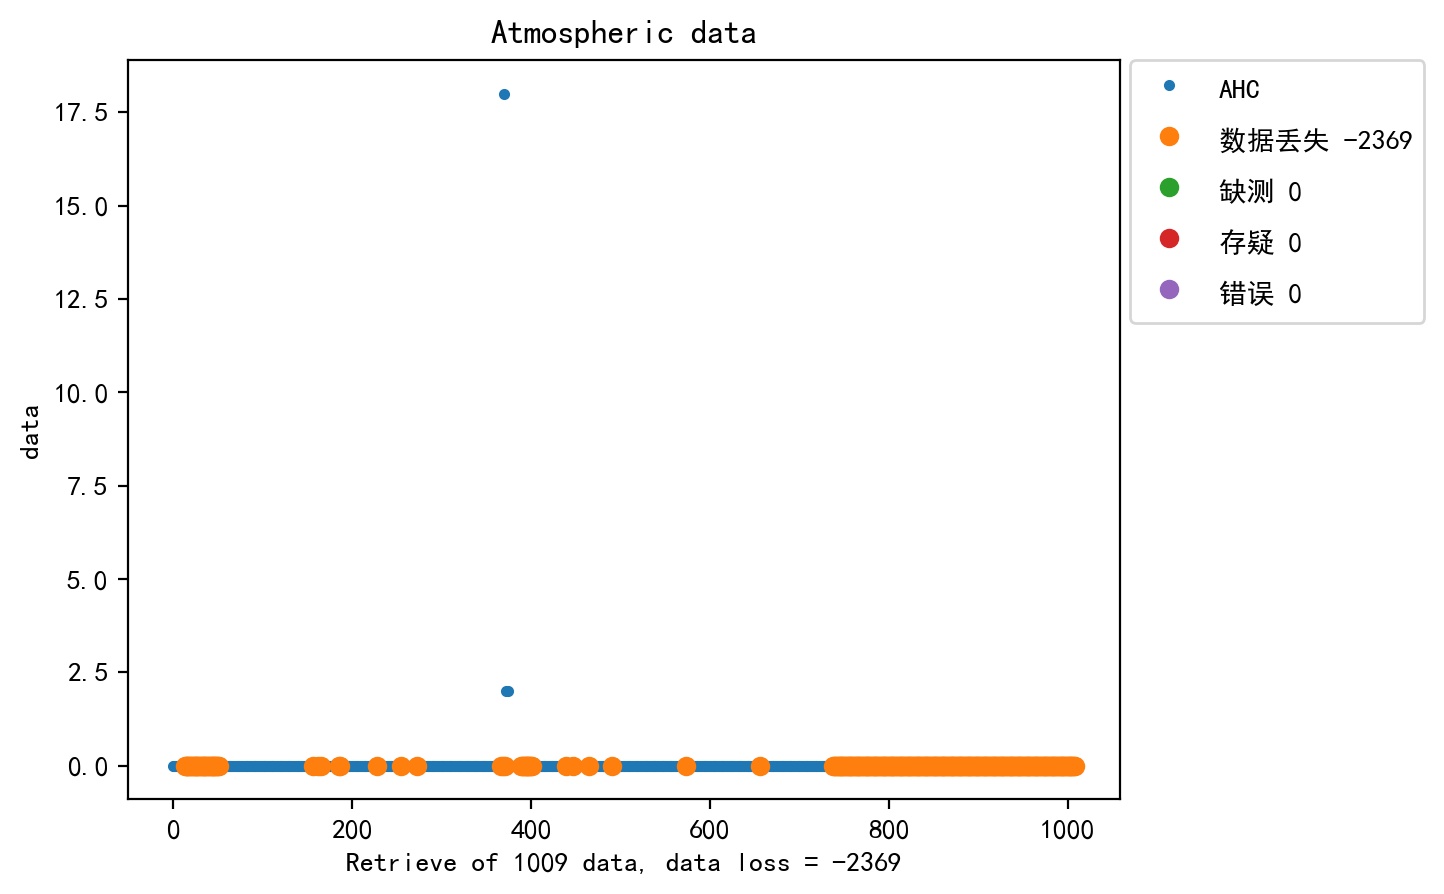 Atmospheric data
AHC
数据丢失 -2369
缺测 0
存疑 0
错误 0
17.5
15.0
12.5
10.0
7.5
5.0
2.5
0.0
data
0 200 400 600 800 1000
Retrieve of 1009 data, data loss = -2369